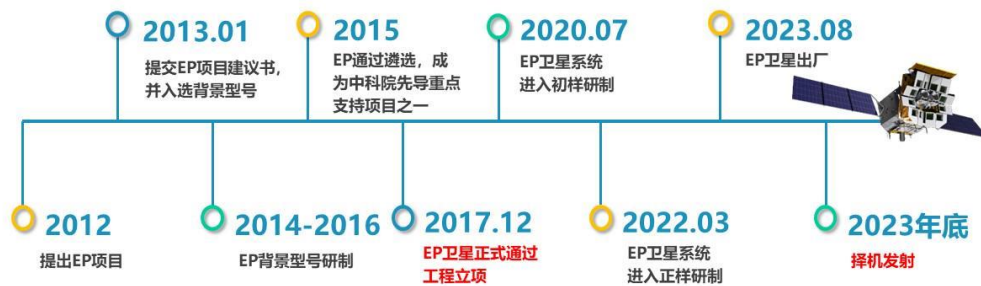 2013.01
提交EP项目建议书，
并入选背景型号
2015
EP通过遴选，成
为中科院先导重点
支持项目之一
2020.07
EP卫星系统
进入初样研制
2023.08
EP卫星出厂
2012
提出EP项目
2014-2016
EP背景型号研制
2017.12
EP卫星正式通过
工程立项
2022.03
EP卫星系统
进入正样研制
2023年底
择机发射